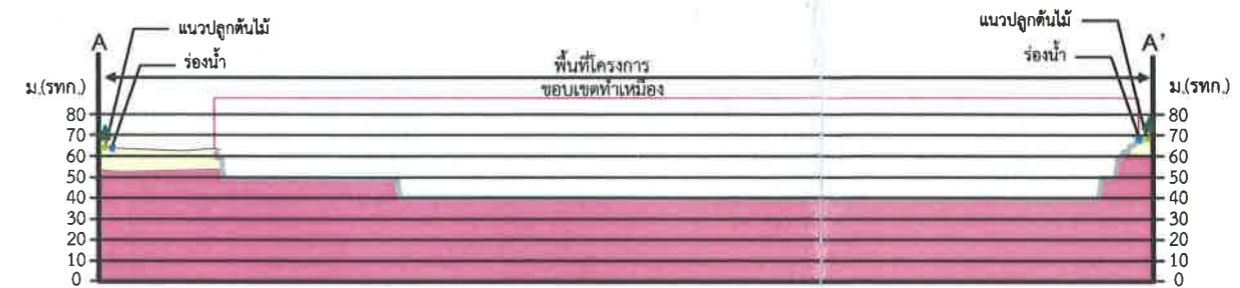 แนวปลูกต้นไม้
ร่องน้ำ
A
ม.(รทก.)
80
70
60
50
40
30
20
10
0
พื้นที่โครงการ
ขอบเขตทำเหมือง
แนวปลูกต้นไม้
ร่องน้ำ
A'
ม.(รทก.)
80
70
60
50
40
30
20
10
0